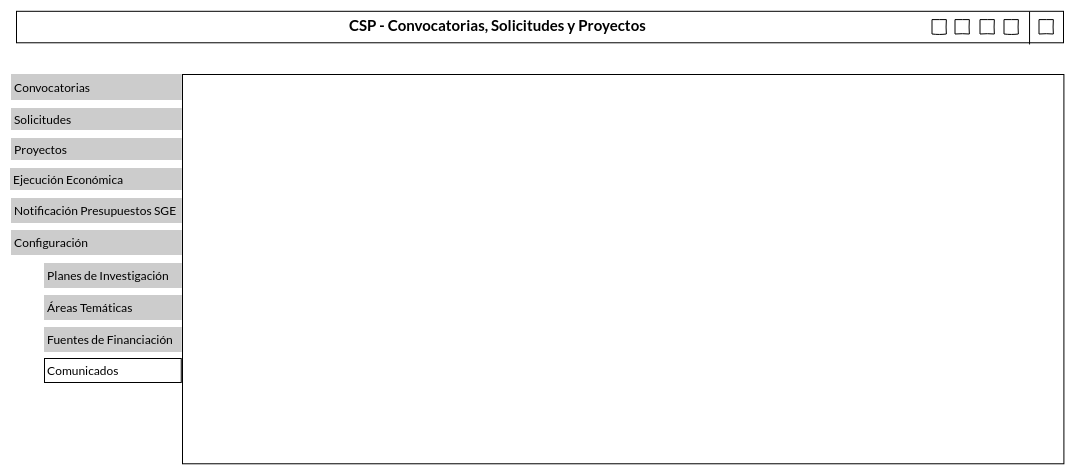 CSP - Convocatorias, Solicitudes y Proyectos
Convocatorias
Solicitudes
Proyectos
Ejecución Económica
Notificación Presupuestos SGE
Configuración
Planes de Investigación
Áreas Temáticas
Fuentes de Financiación
Comunicados